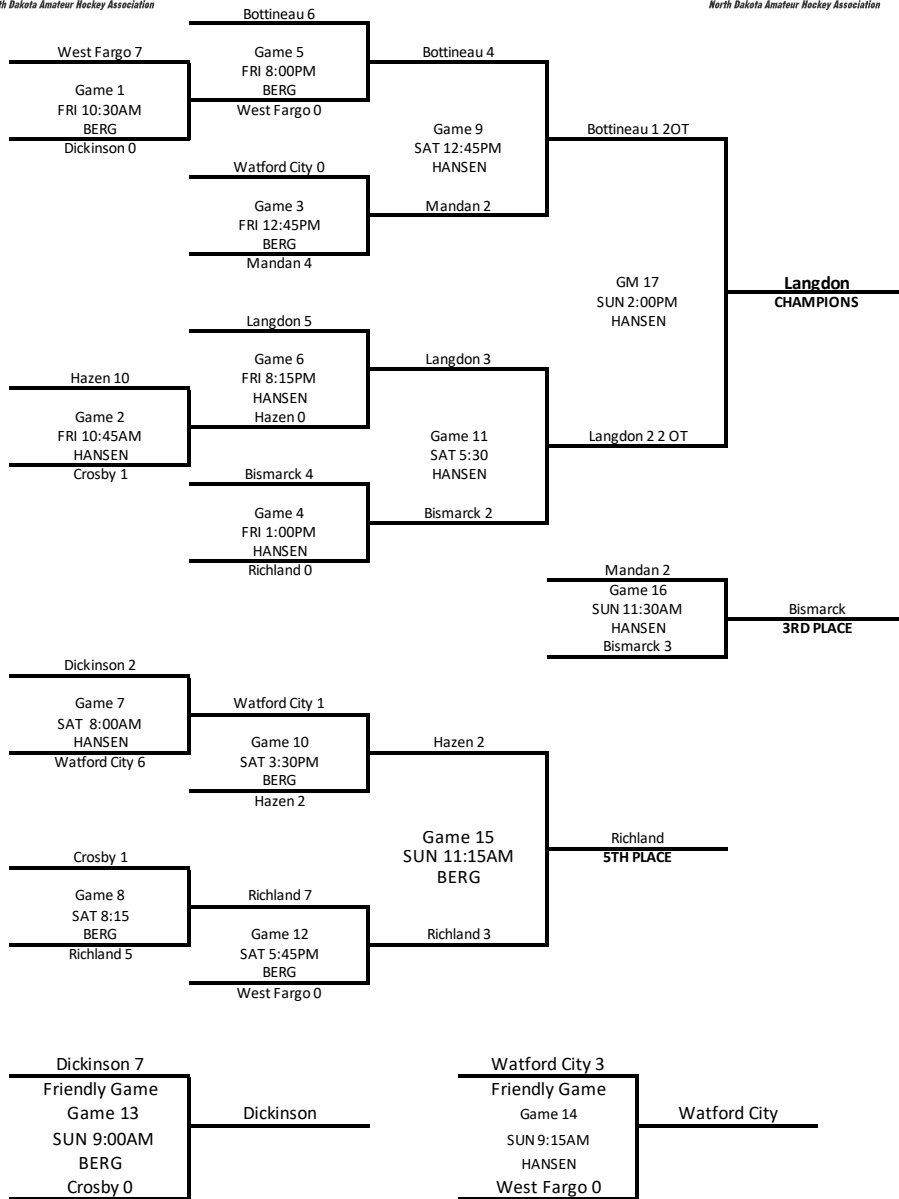 th Dakota Amateur Hockey Association
North Dakota Amateur Hockey Association
Bottineau 6
West Fargo 7
Game 5
FRI 8:00PM
BERG
Bottineau 4
Game 1
FRI 10:30AM
BERG
West Fargo 0
Dickinson 0
Game 9
SAT 12:45PM
HANSEN
Bottineau 1 2OT
Watford City 0
Game 3
FRI 12:45PM
BERG
Mandan 2
Mandan 4
GM 17
SUN 2:00PM
HANSEN
Langdon
CHAMPIONS
Langdon 5
Game 6
FRI 8:15PM
HANSEN
Langdon 3
Hazen 10
Game 2
FRI 10:45AM
HANSEN
Hazen 0
Crosby 1
Game 11
SAT 5:30
HANSEN
Langdon 2 2 OT
Bismarck 4
Game 4
FRI 1:00PM
HANSEN
Bismarck 2
Richland 0
Mandan 2
Game 16
SUN 11:30AM
HANSEN
Bismarck 3
Bismarck
3RD PLACE
Dickinson 2
Game 7
SAT 8:00AM
HANSEN
Watford City 1
Watford City 6
Game 10
SAT 3:30PM
BERG
Hazen 2
Hazen 2
Game 15
SUN 11:15AM
BERG
Richland
5TH PLACE
Crosby 1
Game 8
SAT 8:15
BERG
Richland 7
Richland 5
Game 12
SAT 5:45PM
BERG
Richland 3
West Fargo 0
Dickinson 7
Friendly Game
Game 13
SUN 9:00AM
BERG
Crosby 0
Dickinson
Watford City 3
Friendly Game
Game 14
SUN 9:15AM
HANSEN
West Fargo 0
Watford City